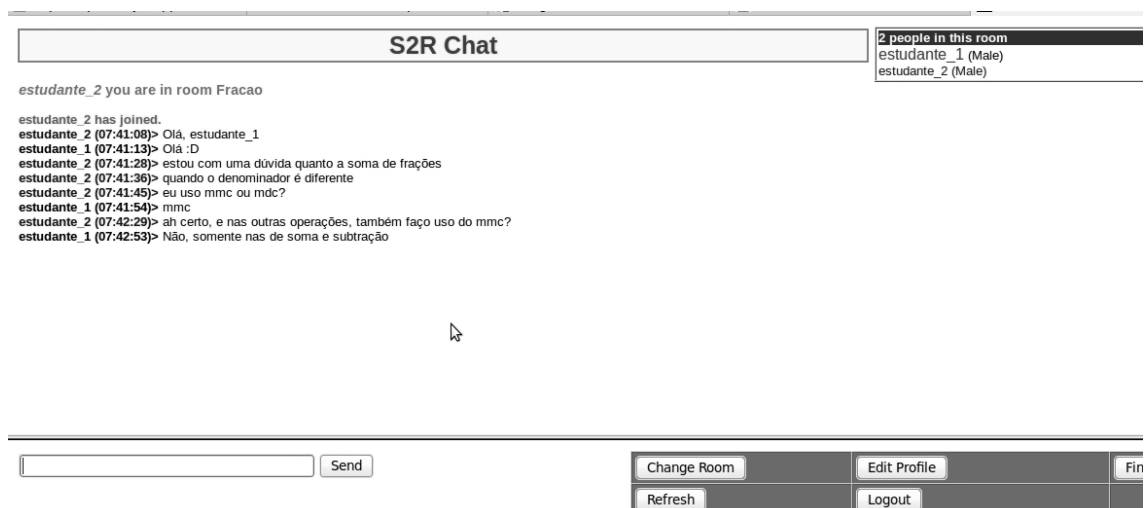 S2R Chat
2 people in this room
estudante_1 (Male)
estudante_2 (Male)
estudante_2 you are in room Fracao
estudante_2 has joined.
estudante_2 (07:41:08)> Olá, estudante_1
estudante_1 (07:41:13)> Olá :D
estudante_2 (07:41:28)> estou com uma dúvida quanto a soma de frações
estudante_2 (07:41:36)> quando o denominador é diferente
estudante_2 (07:41:45)> eu uso mmc ou mdc?
estudante_1 (07:41:54)> mmc
estudante_2 (07:42:29)> ah certo, e nas outras operações, também faço uso do mmc?
estudante_1 (07:42:53)> Não, somente nas de soma e subtração
Send
Change Room
Edit Profile
Fin
Refresh
Logout